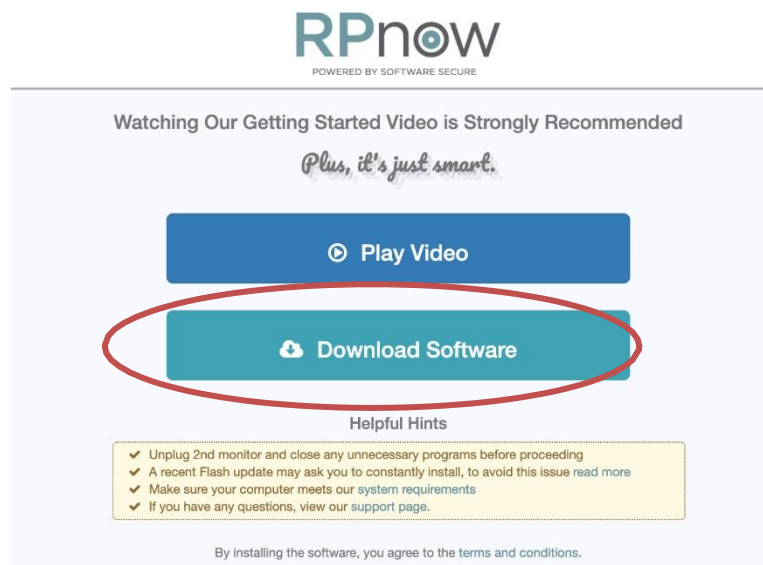 RPnow
POWERED BY SOFTWARE SECURE
Watching Our Getting Started Video is Strongly Recommended
Plus, it's just smart.
Play Video
Download Software
Helpful Hints
Unplug 2nd monitor and close any unnecessary programs before proceeding
A recent Flash update may ask you to constantly install, to avoid this issue read more
Make sure your computer meets our system requirements
If you have any questions, view our support page.
By installing the software, you agree to the terms and conditions.